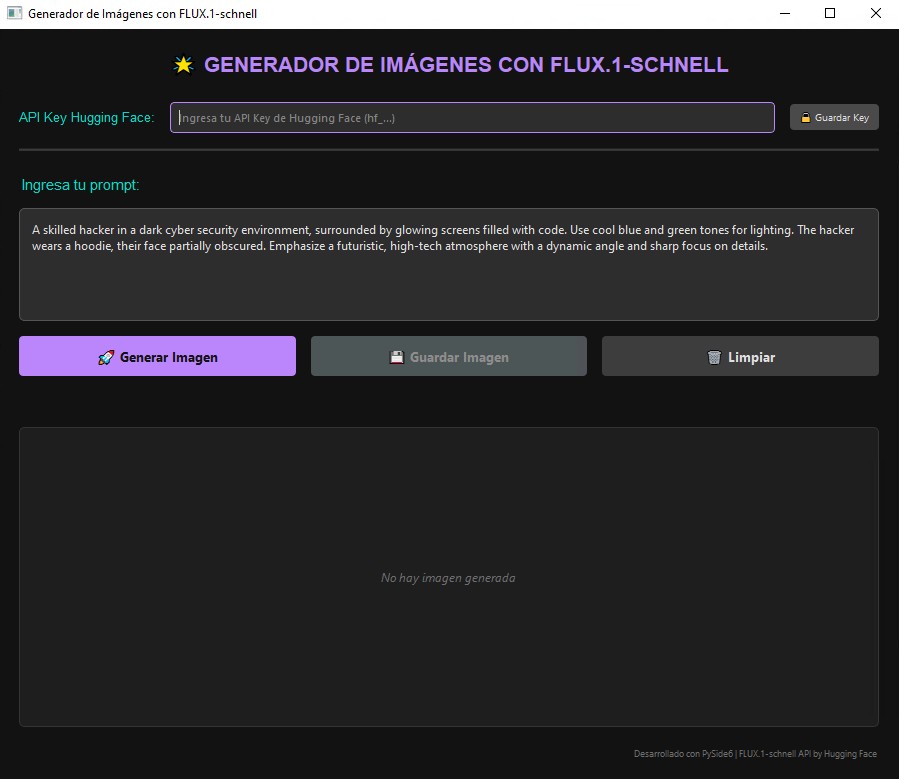 Generador de Imágenes con FLUX.1-schnell
GENERADOR DE IMÁGENES CON FLUX.1-SCHNELL
API Key Hugging Face:
Ingresa tu API Key de Hugging Face (hf_...)
Guardar Key
Ingresa tu prompt:
A skilled hacker in a dark cyber security environment, surrounded by glowing screens filled with code. Use cool blue and green tones for lighting. The hacker
wears a hoodie, their face partially obscured. Emphasize a futuristic, high-tech atmosphere with a dynamic angle and sharp focus on details.
Generar Imagen
Guardar Imagen
Limpiar
No hay imagen generada
Desarrollado con PySide6 | FLUX.1-schnell API by Hugging Face